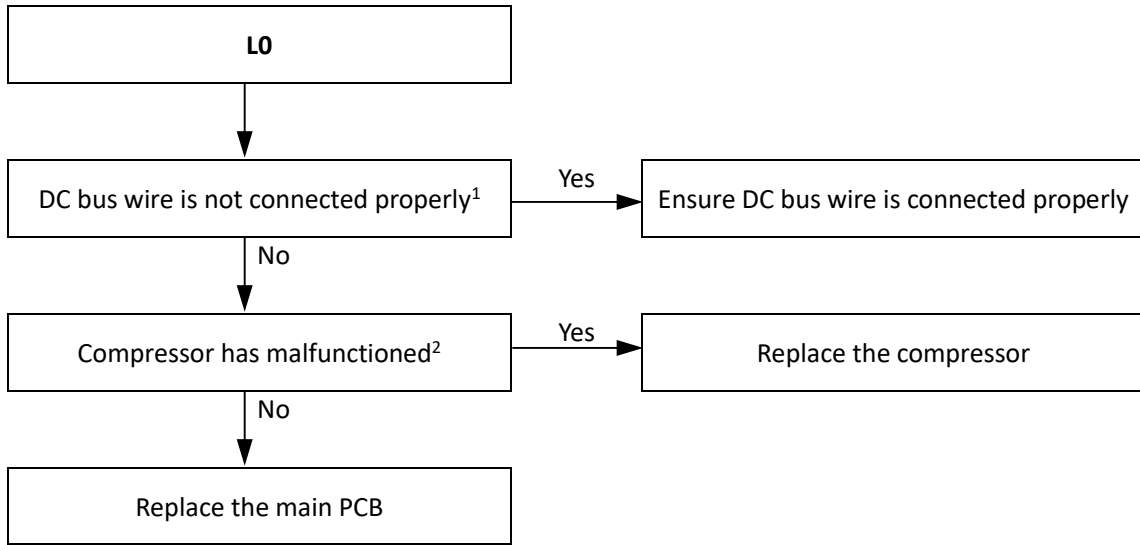 L0
DC bus wire is not connected properly¹
Yes
Ensure DC bus wire is connected properly
No
Compressor has malfunctioned²
Yes
Replace the compressor
No
Replace the main PCB